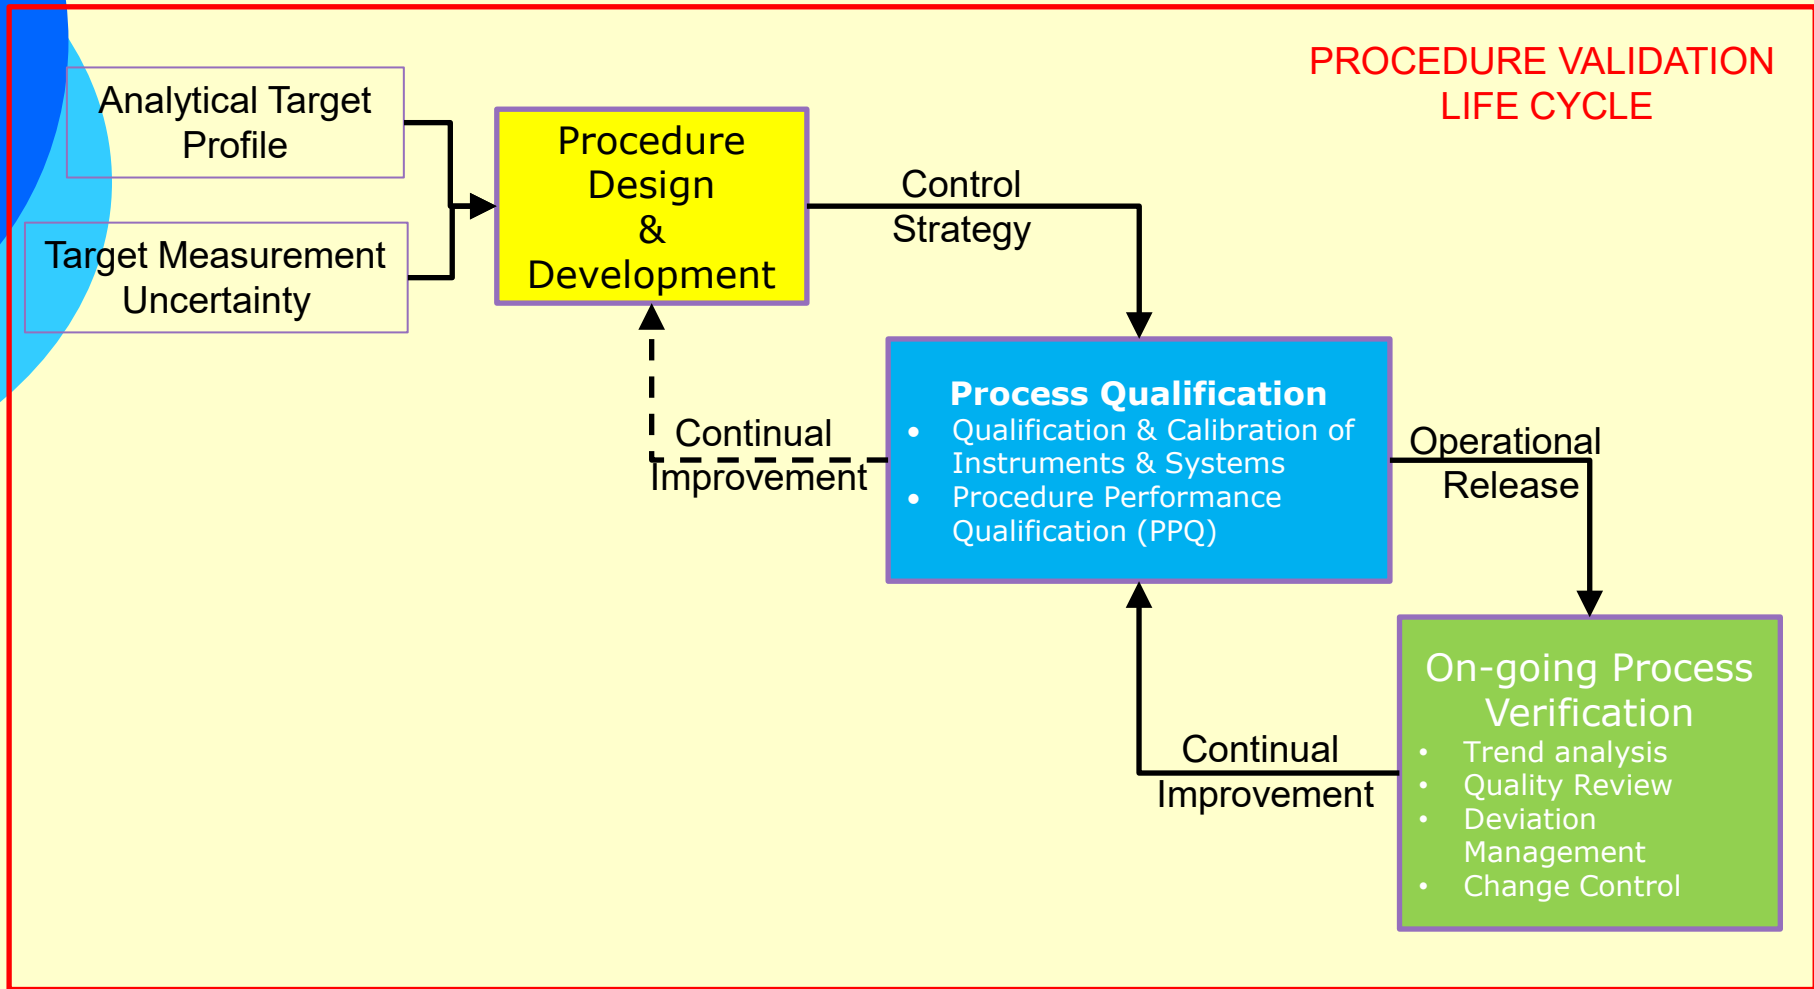 PROCEDURE VALIDATION
LIFE CYCLE
Analytical Target
Profile
Target Measurement
Uncertainty
Procedure
Design
&
Development
Control
Strategy
Process Qualification
• Qualification & Calibration of
Instruments & Systems
• Procedure Performance
Qualification (PPQ)
Continual
Improvement
Operational
Release
On-going Process
Verification
• Trend analysis
• Quality Review
• Deviation
Management
• Change Control
Continual
Improvement